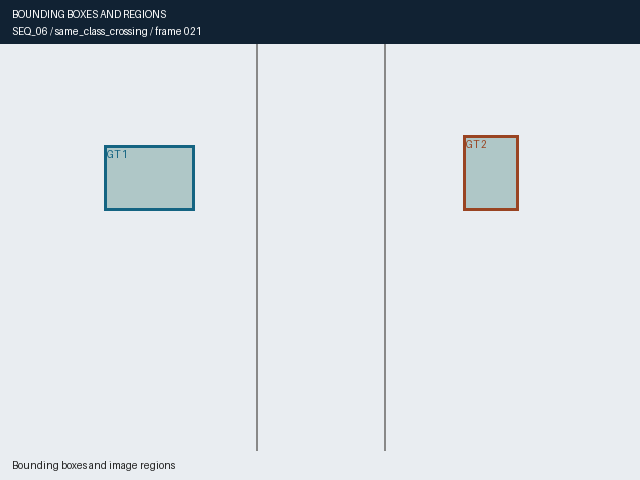 BOUNDING BOXES AND REGIONS
SEQ_06 / same_class_crossing / frame 021
GT1
GT2
Bounding boxes and image regions